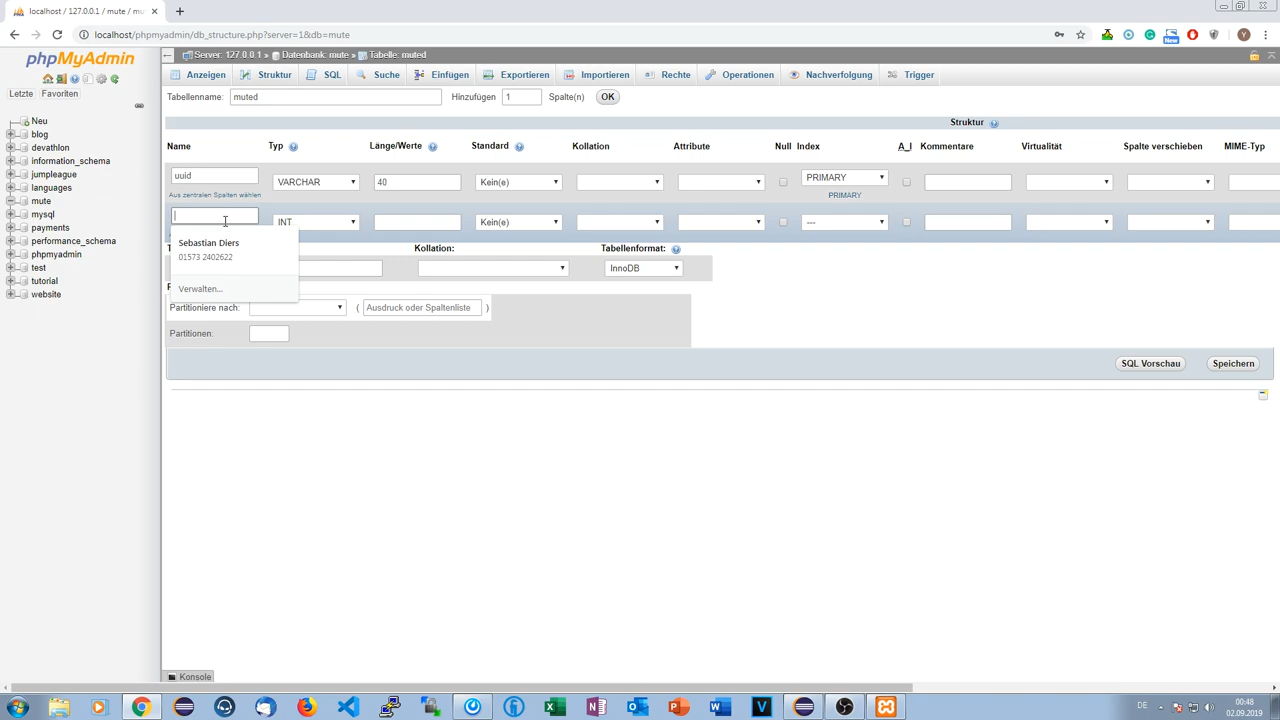 localhost / 127.0.0.1 / mute / mu
localhost/phpmyadmin/db_structure.php?server=1&db=mute
New
Y
phpMyAdmin
Letzte Favoriten
Neu
blog
devathlon
information_schema
jumpleague
languages
mute
mysql
payments
performance_schema
phpmyadmin
test
tutorial
website
Server: 127.0.0.1 » Datenbank: mute » Tabelle: muted
Anzeigen Struktur SQL Suche Einfügen Exportieren Importieren Rechte Operationen Nachverfolgung Trigger
Tabellenname: muted Hinzufügen 1 Spalte(n) OK
Struktur
Name Typ Länge/Werte Standard Kollation Attribute Null Index A_I Kommentare Virtualität Spalte verschieben MIME-Typ
uuid VARCHAR 40 Kein(e) PRIMARY
Aus zentralen Spalten wählen PRIMARY
INT Kein(e) ---
Sebastian Diers
01573 2402622
Verwalten...
Kollation: Tabellenformat:
InnoDB
Partitioniere nach: ( Ausdruck oder Spaltenliste )
Partitionen:
SQL Vorschau Speichern
Konsole
DE 00:48
02.09.2019